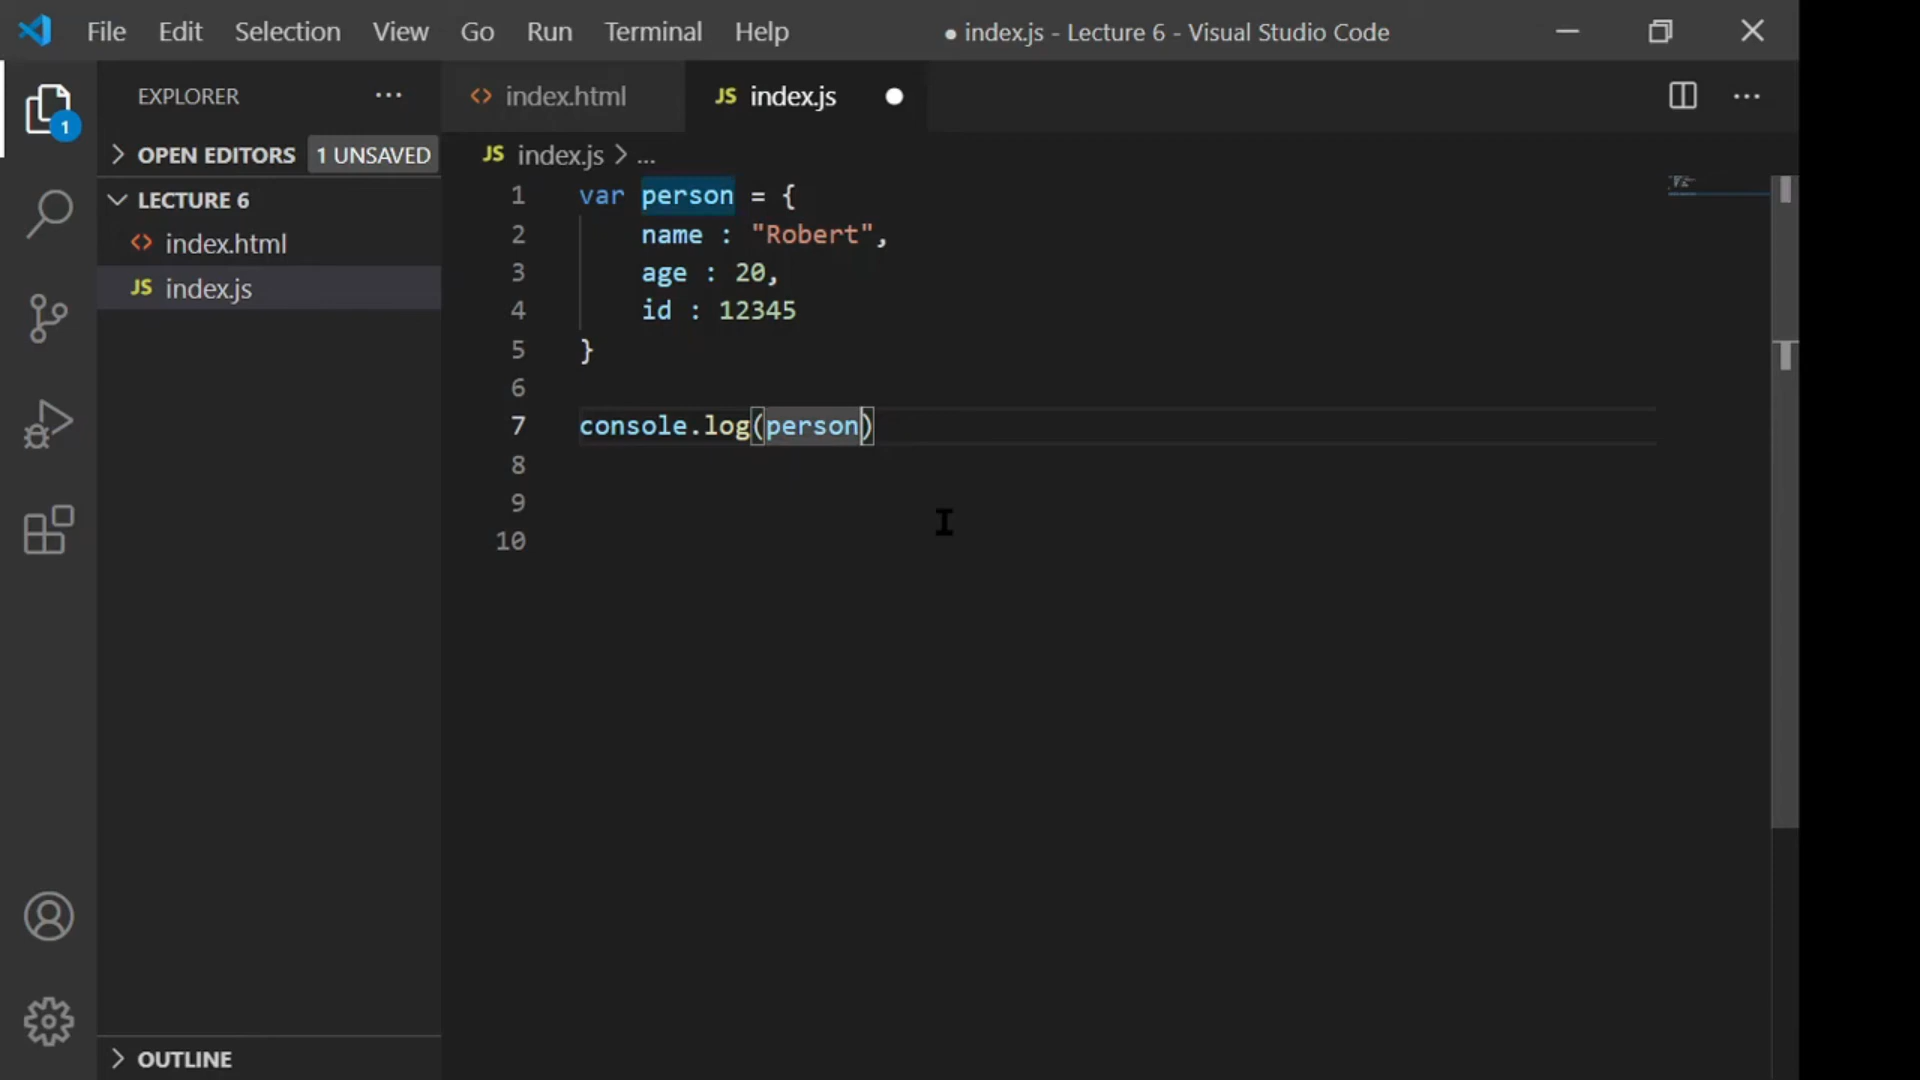 File Edit Selection View Go Run Terminal Help ● index.js - Lecture 6 - Visual Studio Code
EXPLORER ···
index.html
JS index.js ●
1
OPEN EDITORS 1 UNSAVED
JS index.js > ...
LECTURE 6
index.html
JS index.js
1 var person = {
2 name : "Robert",
3 age : 20,
4 id : 12345
5 }
6
7 console.log(person)
8
9
10
OUTLINE